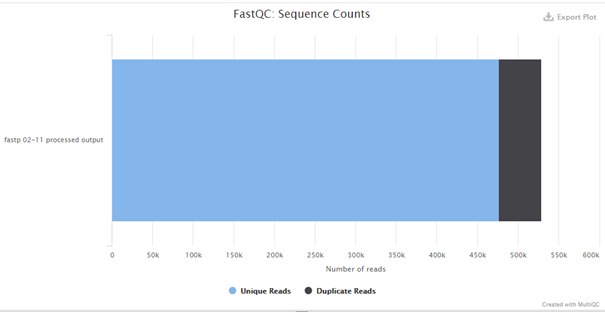 FastQC: Sequence Counts
Export Plot
fastp 02-11 processed output
0 50k 100k 150k 200k 250k 300k 350k 400k 450k 500k 550k 600k
Number of reads
Unique Reads Duplicate Reads
Created with MultiQC